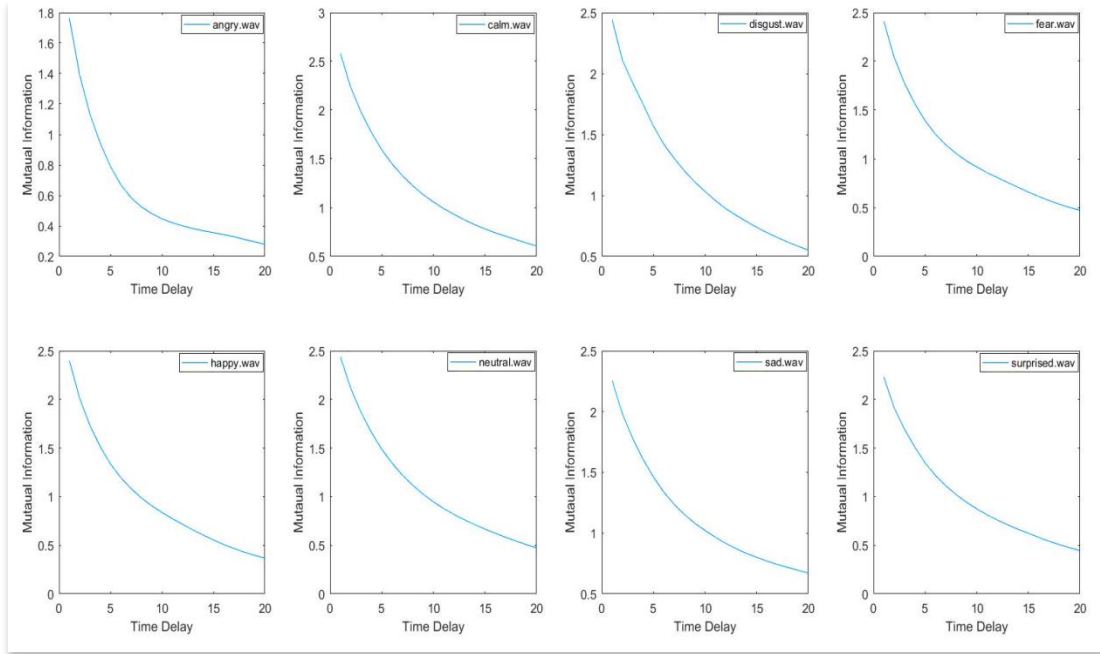 angry.wav
1.8
1.6
1.4
1.2
1
0.8
0.6
0.4
0.2
0 5 10 15 20
Mutaual Information
Time Delay
calm.wav
3
2.5
2
1.5
1
0.5
0 5 10 15 20
Mutaual Information
Time Delay
disgust.wav
2.5
2
1.5
1
0.5
0 5 10 15 20
Mutaual Information
Time Delay
fear.wav
2.5
2
1.5
1
0.5
0
0 5 10 15 20
Mutaual Information
Time Delay
happy.wav
2.5
2
1.5
1
0.5
0
0 5 10 15 20
Mutaual Information
Time Delay
neutral.wav
2.5
2
1.5
1
0.5
0
0 5 10 15 20
Mutaual Information
Time Delay
sad.wav
2.5
2
1.5
1
0.5
0 5 10 15 20
Mutaual Information
Time Delay
surprised.wav
2.5
2
1.5
1
0.5
0
0 5 10 15 20
Mutaual Information
Time Delay